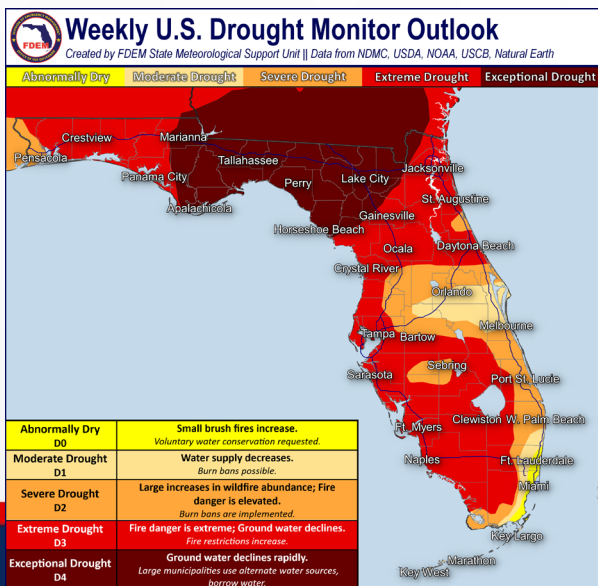 FDEM
Weekly U.S. Drought Monitor Outlook
Created by FDEM State Meteorological Support Unit || Data from NDMC, USDA, NOAA, USCB, Natural Earth
Abnormally Dry
Moderate Drought
Severe Drought
Extreme Drought
Exceptional Drought
Crestview
Marianna
Pensacola
Tallahassee
Jacksonville
Panama City
Perry
Lake City
St. Augustine
Apalachicola
Gainesville
Horseshoe Beach
Ocala
Daytona Beach
Crystal River
Orlando
Melbourne
Tampa
Bartow
Sarasota
Sebring
Port St. Lucie
Clewiston
W. Palm Beach
Ft. Myers
Naples
Ft. Lauderdale
Miami
Key Largo
Marathon
Key West
Abnormally Dry
D0
Small brush fires increase.
Voluntary water conservation requested.
Moderate Drought
D1
Water supply decreases.
Burn bans possible.
Severe Drought
D2
Large increases in wildfire abundance; Fire
danger is elevated.
Burn bans are implemented.
Extreme Drought
D3
Fire danger is extreme; Ground water declines.
Fire restrictions increase.
Exceptional Drought
D4
Ground water declines rapidly.
Large municipalities use alternate water sources,
borrow water.